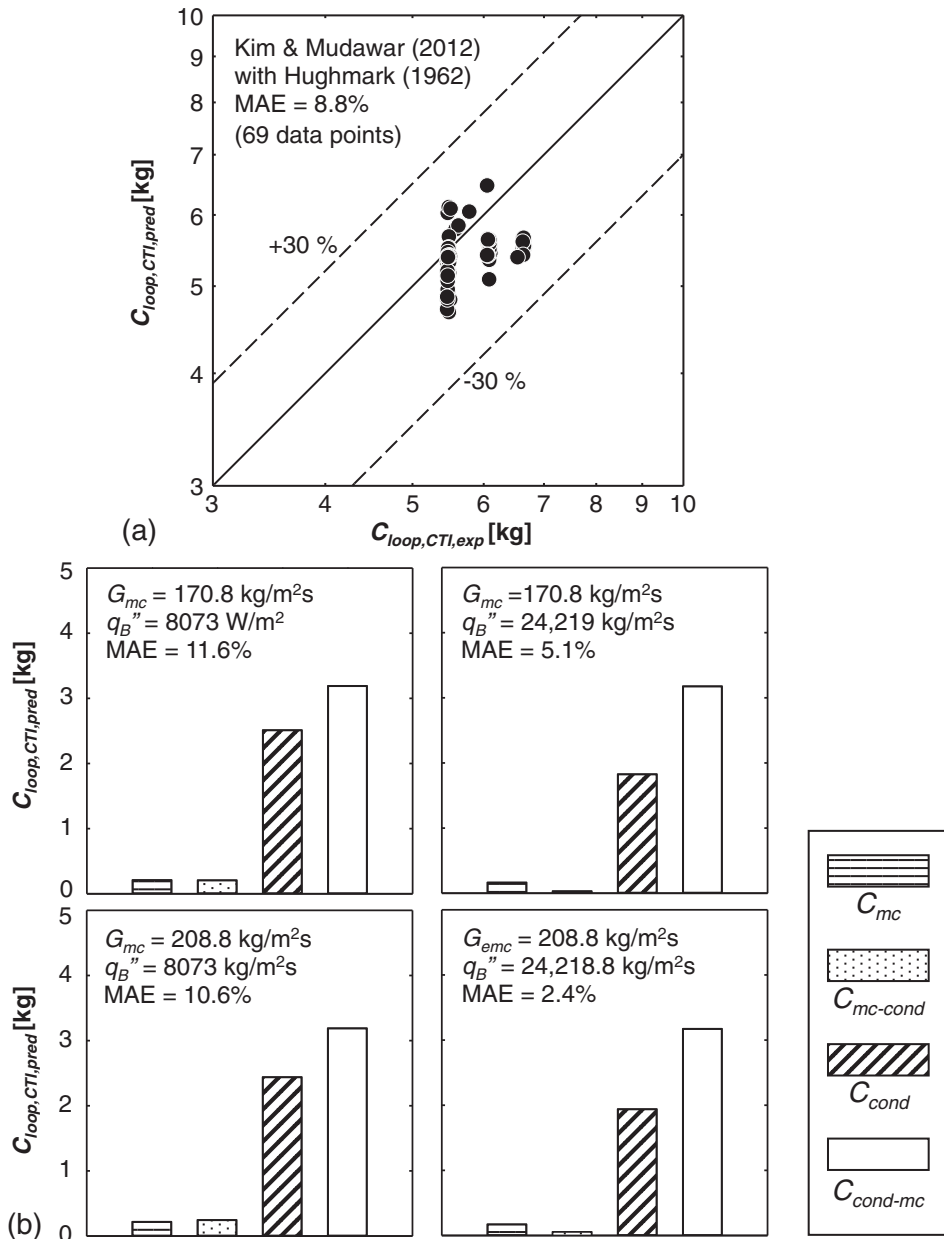 10
9
8
7
6
5
4
3
C_loop,CTI,pred [kg]
Kim & Mudawar (2012)
with Hughmark (1962)
MAE = 8.8%
(69 data points)
+30 %
-30 %
3 4 5 6 7 8 9 10
C_loop,CTI,exp [kg]
(a)
5
4
3
2
1
0
C_loop,CTI,pred [kg]
G_mc = 170.8 kg/m²s
q_B″ = 8073 W/m²
MAE = 11.6%
G_mc =170.8 kg/m²s
q_B″ = 24,219 kg/m²s
MAE = 5.1%
5
4
3
2
1
0
C_loop,CTI,pred [kg]
G_mc = 208.8 kg/m²s
q_B″ = 8073 kg/m²s
MAE = 10.6%
G_emc = 208.8 kg/m²s
q_B″ = 24,218.8 kg/m²s
MAE = 2.4%
C_mc
C_mc-cond
C_cond
C_cond-mc
(b)